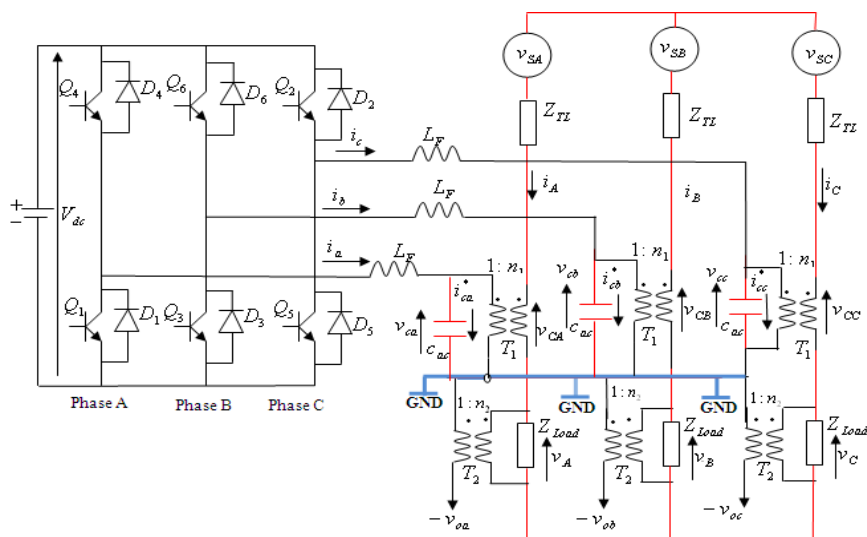 v_SA v_SB v_SC
Q_4 D_4 Q_6 D_6 Q_2 D_2
Z_TL Z_TL Z_TL
i_c L_F
i_A i_B i_C
+
−
V_dc
i_b L_F
i_a L_F
1: n_1 1: n_1 1: n_1
Q_1 D_1 Q_3 D_3 Q_5 D_5
v_ca i*_ca c_ac T_1 v_CA
v_cb i*_cb c_ac T_1 v_CB
v_cc i*_cc c_ac T_1 v_CC
Phase A Phase B Phase C
GND GND GND
1: n_2 1: n_2 1: n_2
T_2 Z_Load v_A
T_2 Z_Load v_B
T_2 Z_Load v_C
−v_oa −v_ob −v_oc